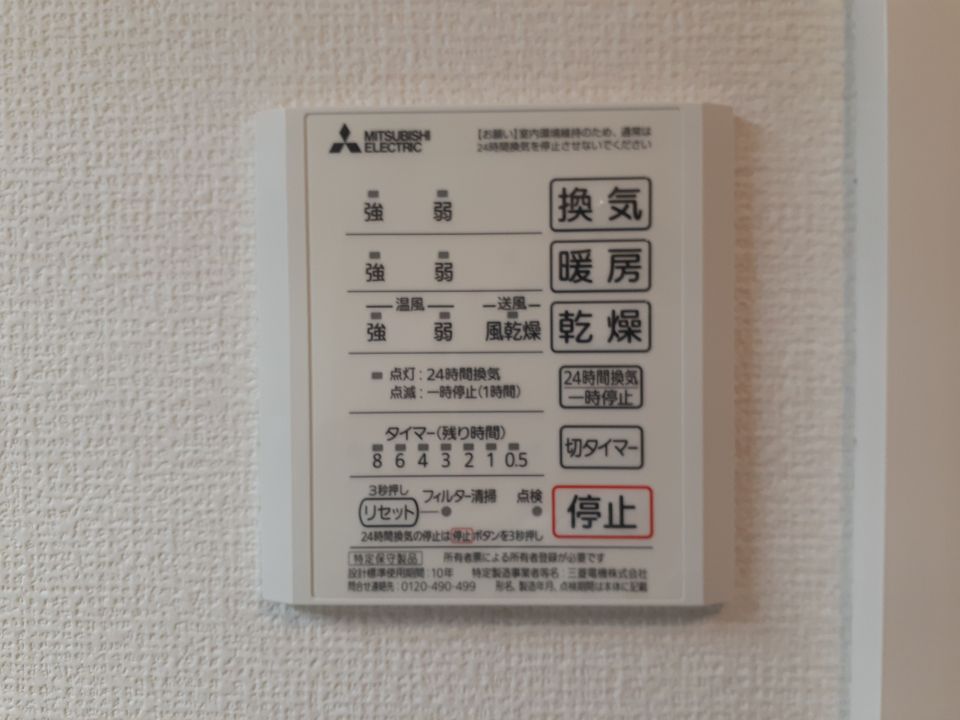 MITSUBISHI
ELECTRIC
【お願い】室内環境維持のため、通常は
24時間換気を停止させないでください
強 弱 換気
強 弱 暖房
温風 送風
強 弱 風乾燥 乾燥
点灯:24時間換気
点滅:一時停止(1時間)
24時間換気
一時停止
タイマー(残り時間)
8 6 4 3 2 1 0.5
切タイマー
3秒押し
リセット フィルター清掃 点検
停止
24時間換気の停止は停止ボタンを3秒押し
特定保守製品 所有者票による所有者登録が必要です
設計標準使用期間:10年 特定製造事業者等名:三菱電機株式会社
問合せ連絡先:0120-490-499 形名、製造年月、点検期間は本体に記載